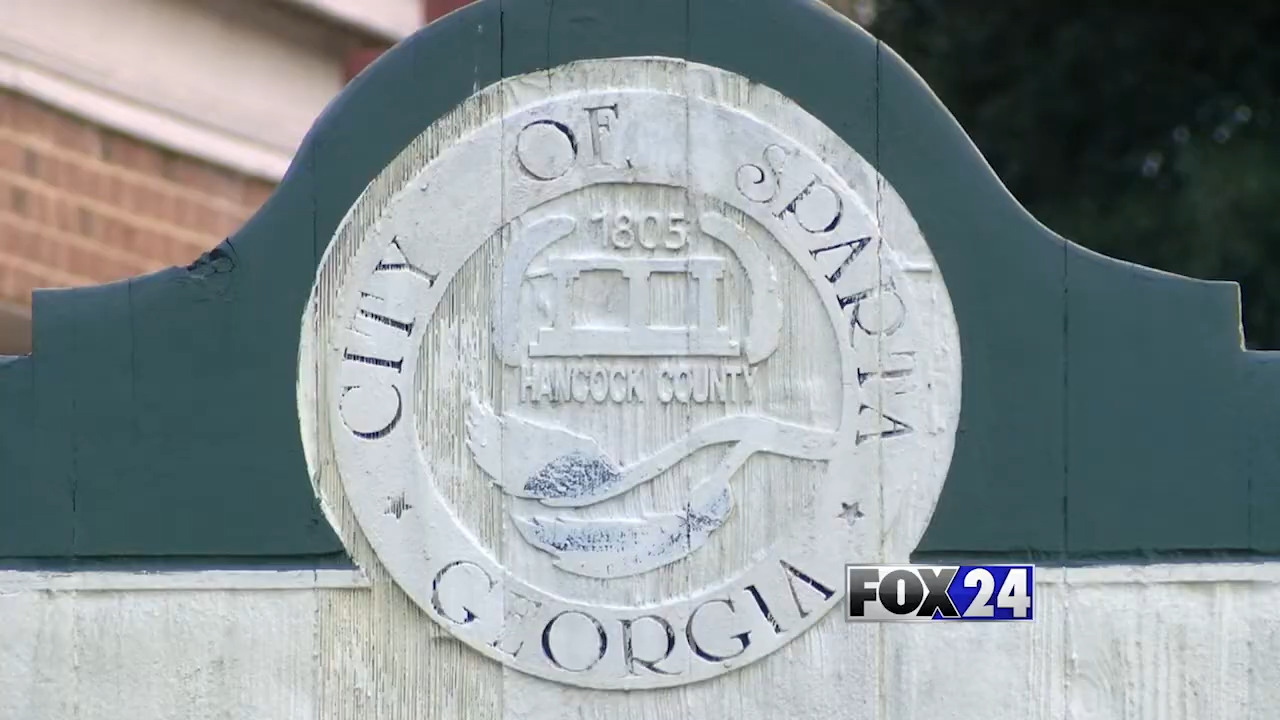 CITY OF SPARTA
1805
HANCOCK COUNTY
GEORGIA
FOX 24